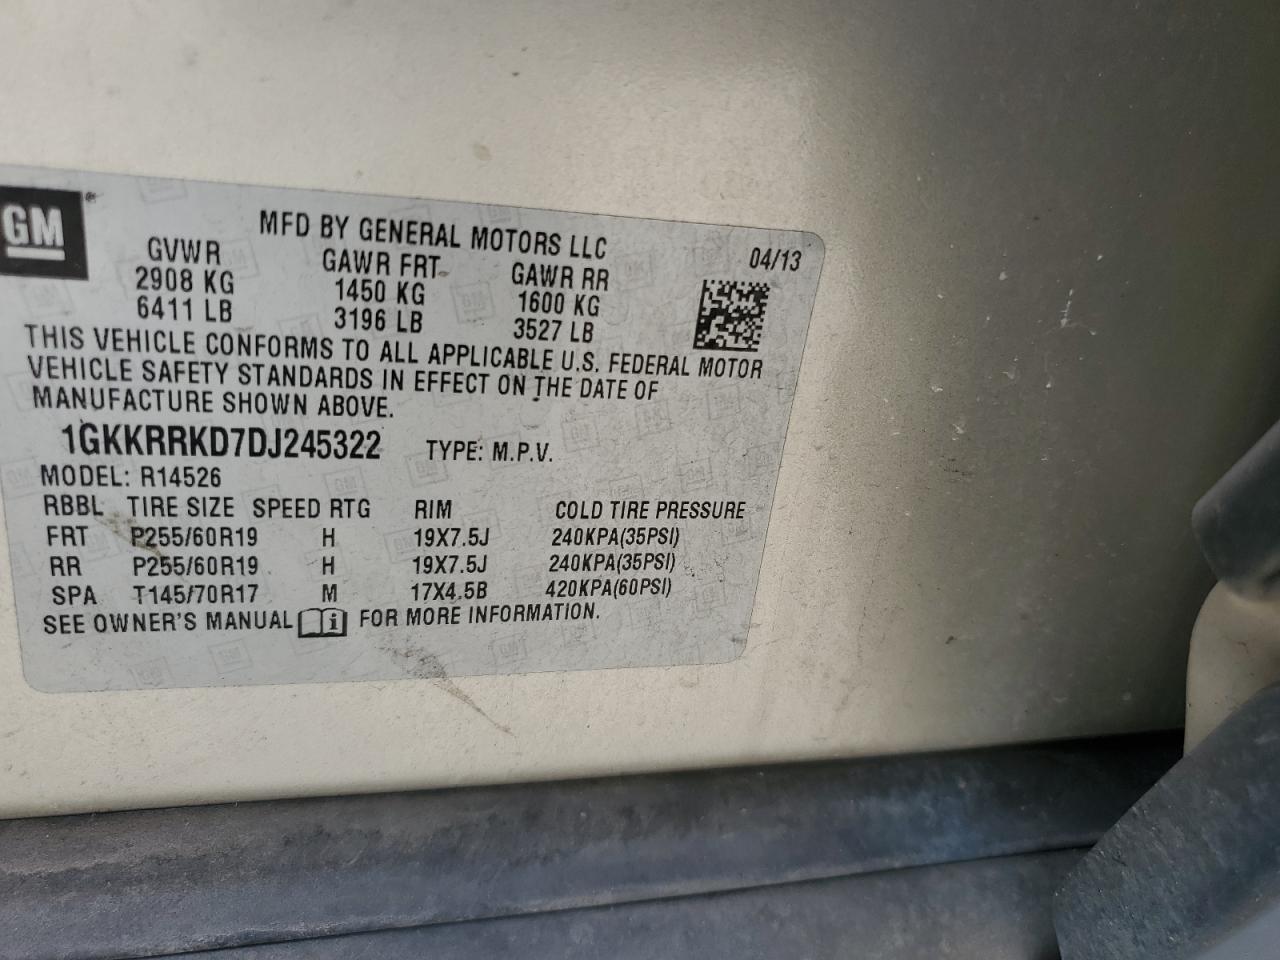 GM
MFD BY GENERAL MOTORS LLC 04/13
GVWR GAWR FRT GAWR RR
2908 KG 1450 KG 1600 KG
6411 LB 3196 LB 3527 LB
THIS VEHICLE CONFORMS TO ALL APPLICABLE U.S. FEDERAL MOTOR
VEHICLE SAFETY STANDARDS IN EFFECT ON THE DATE OF
MANUFACTURE SHOWN ABOVE.
1GKKRRKD7DJ245322 TYPE: M.P.V.
MODEL: R14526
RBBL TIRE SIZE SPEED RTG RIM COLD TIRE PRESSURE
FRT P255/60R19 H 19X7.5J 240KPA(35PSI)
RR P255/60R19 H 19X7.5J 240KPA(35PSI)
SPA T145/70R17 M 17X4.5B 420KPA(60PSI)
SEE OWNER'S MANUAL i FOR MORE INFORMATION.